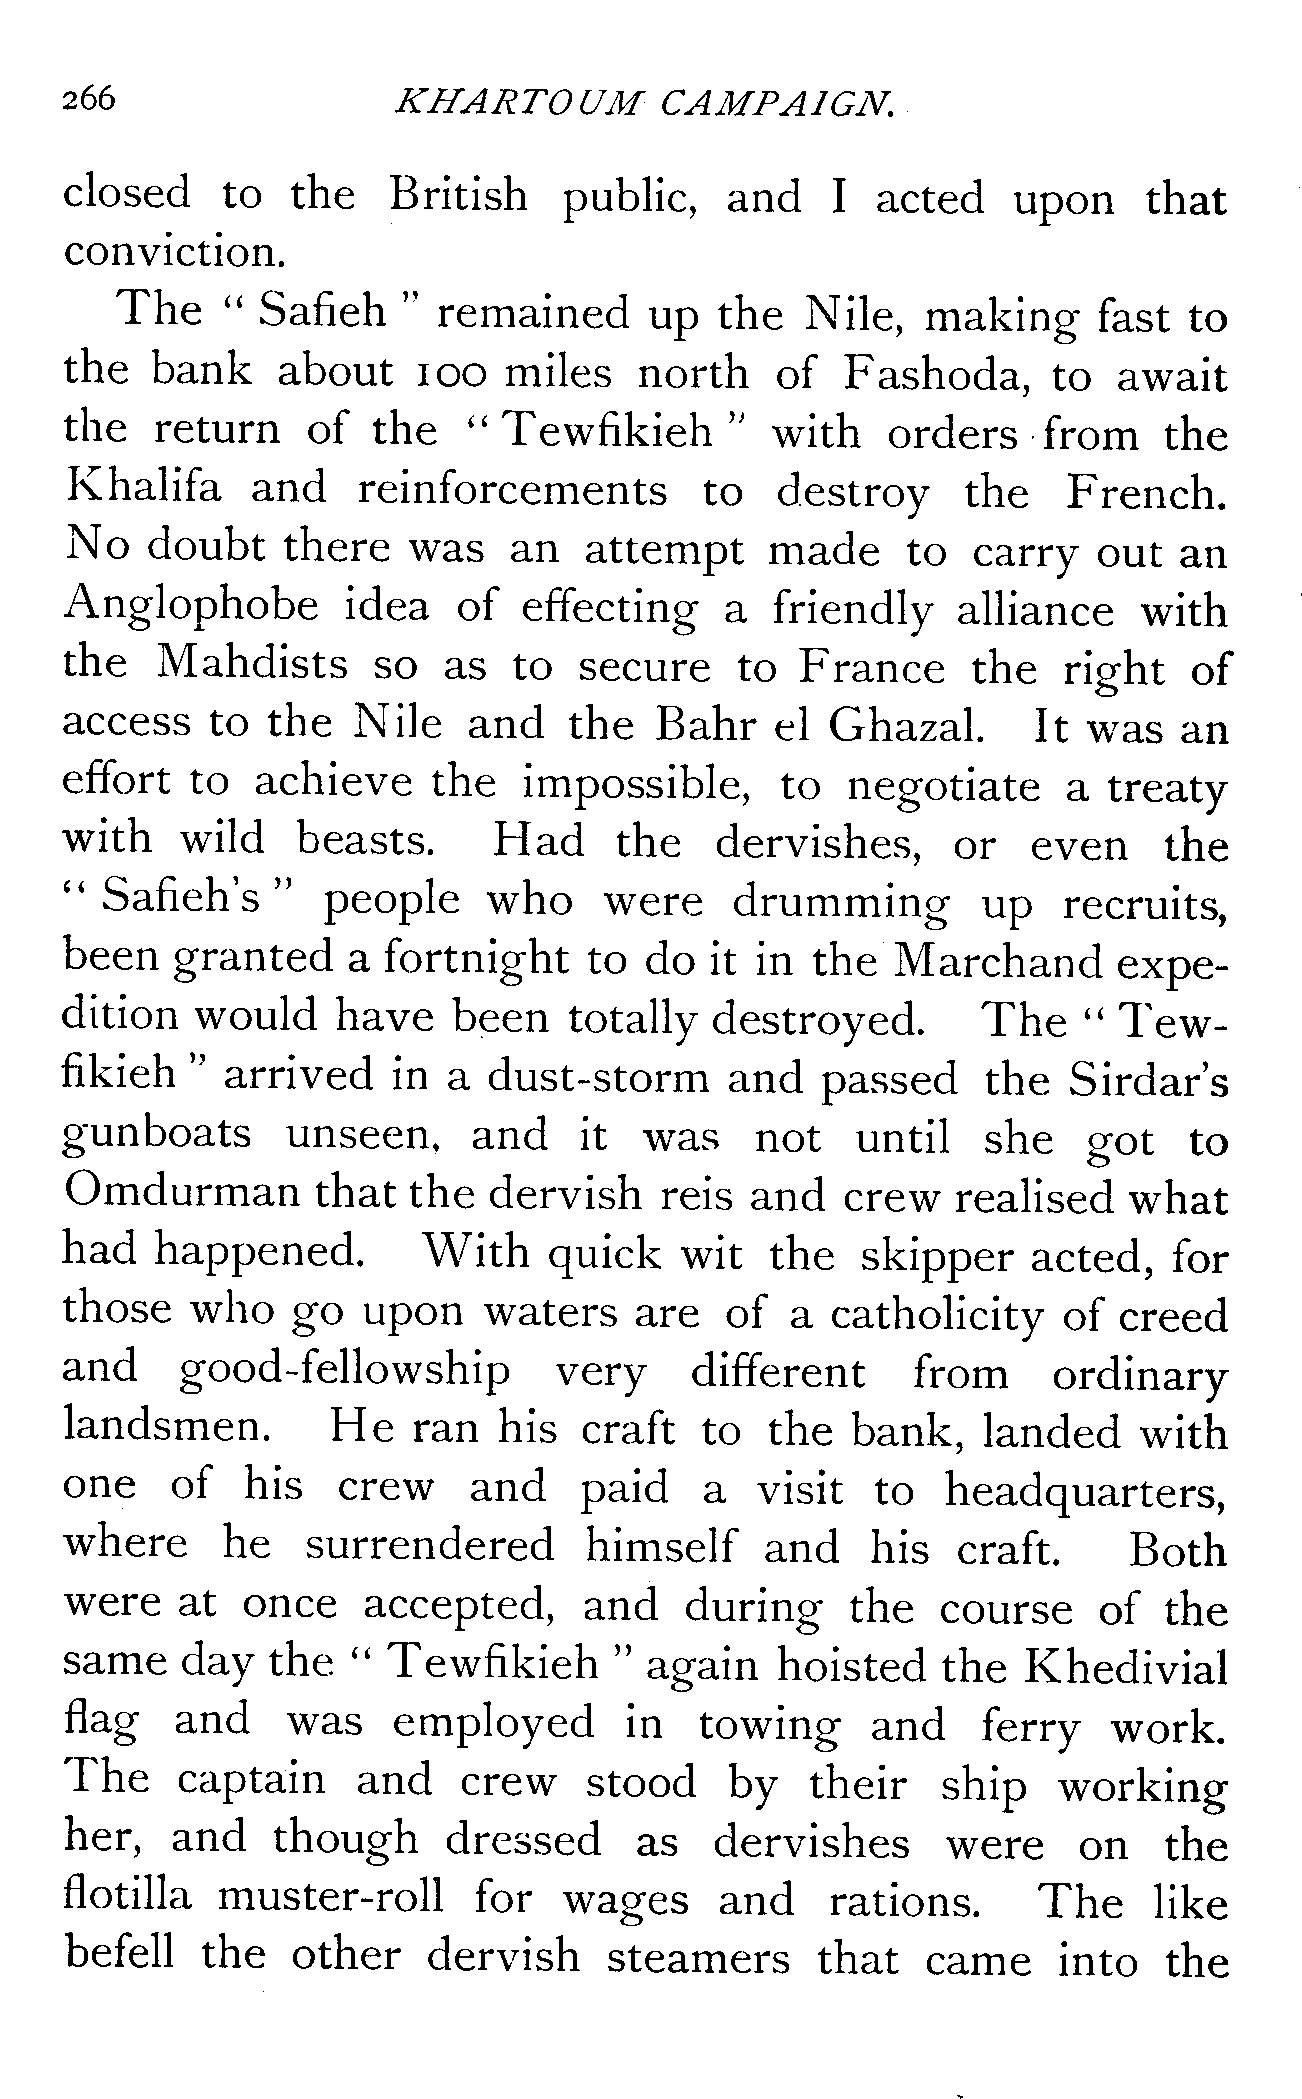 266 KHARTOUM CAMPAIGN.
closed to the British public, and I acted upon that
conviction.
The “ Safieh ” remained up the Nile, making fast to
the bank about 100 miles north of Fashoda, to await
the return of the “ Tewfikieh ” with orders from the
Khalifa and reinforcements to destroy the French.
No doubt there was an attempt made to carry out an
Anglophobe idea of effecting a friendly alliance with
the Mahdists so as to secure to France the right of
access to the Nile and the Bahr el Ghazal. It was an
effort to achieve the impossible, to negotiate a treaty
with wild beasts. Had the dervishes, or even the
“ Safieh’s ” people who were drumming up recruits,
been granted a fortnight to do it in the Marchand expe-
dition would have been totally destroyed. The “ Tew-
fikieh ” arrived in a dust-storm and passed the Sirdar’s
gunboats unseen, and it was not until she got to
Omdurman that the dervish reis and crew realised what
had happened. With quick wit the skipper acted, for
those who go upon waters are of a catholicity of creed
and good-fellowship very different from ordinary
landsmen. He ran his craft to the bank, landed with
one of his crew and paid a visit to headquarters,
where he surrendered himself and his craft. Both
were at once accepted, and during the course of the
same day the “ Tewfikieh ” again hoisted the Khedivial
flag and was employed in towing and ferry work.
The captain and crew stood by their ship working
her, and though dressed as dervishes were on the
flotilla muster-roll for wages and rations. The like
befell the other dervish steamers that came into the